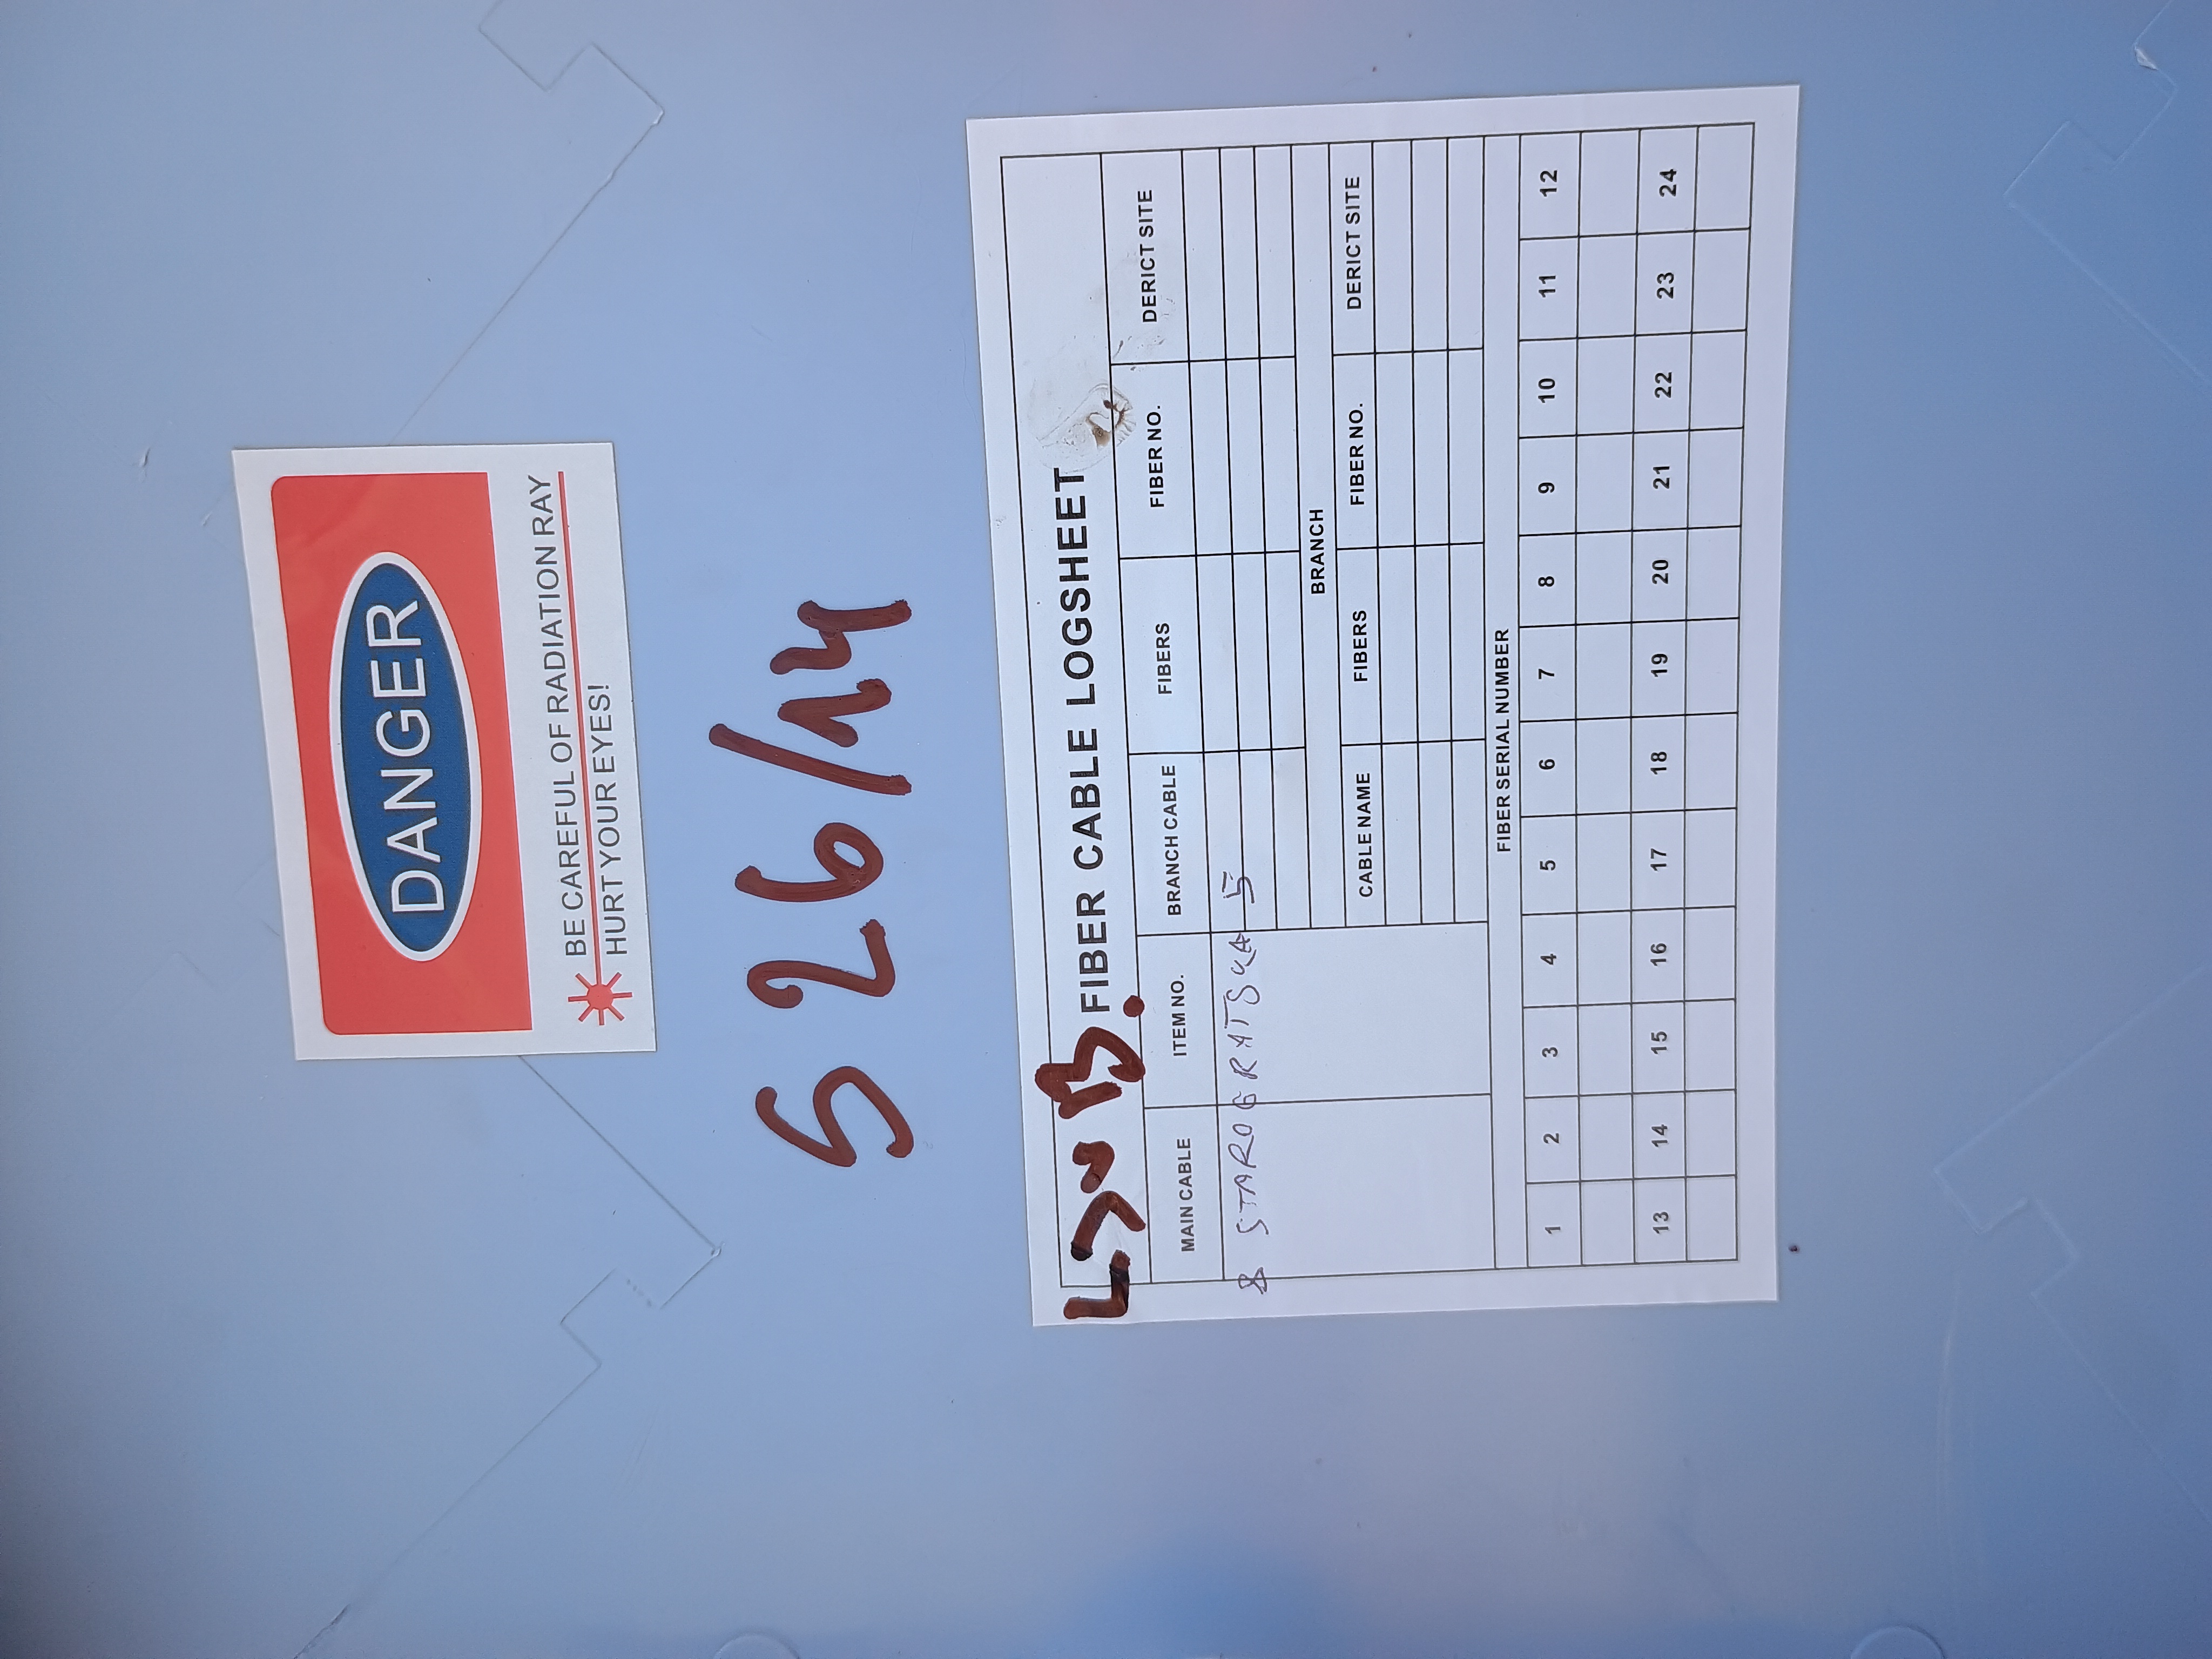 DANGER
BE CAREFUL OF RADIATION RAY
HURT YOUR EYES!
S 26/14
FIBER CABLE LOGSHEET
MAIN CABLE ITEM NO. BRANCH CABLE FIBERS FIBER NO. DERICT SITE
STAROGRATSKA 5
BRANCH
CABLE NAME FIBERS FIBER NO. DERICT SITE
FIBER SERIAL NUMBER
1 2 3 4 5 6 7 8 9 10 11 12
13 14 15 16 17 18 19 20 21 22 23 24